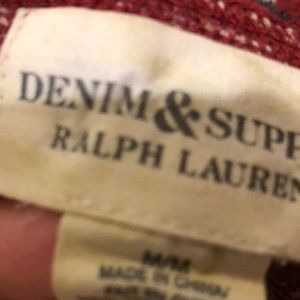 DENIM & SUPP
RALPH LAUREN
M/M
MADE IN CHINA/